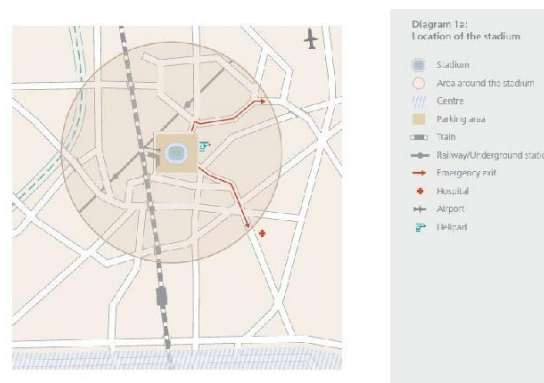 Diagram 1a:
Location of the stadium
Stadium
Area around the stadium
Centre
Parking area
Train
Railway/Underground static
Emergency exit
Hospital
Airport
Helipad